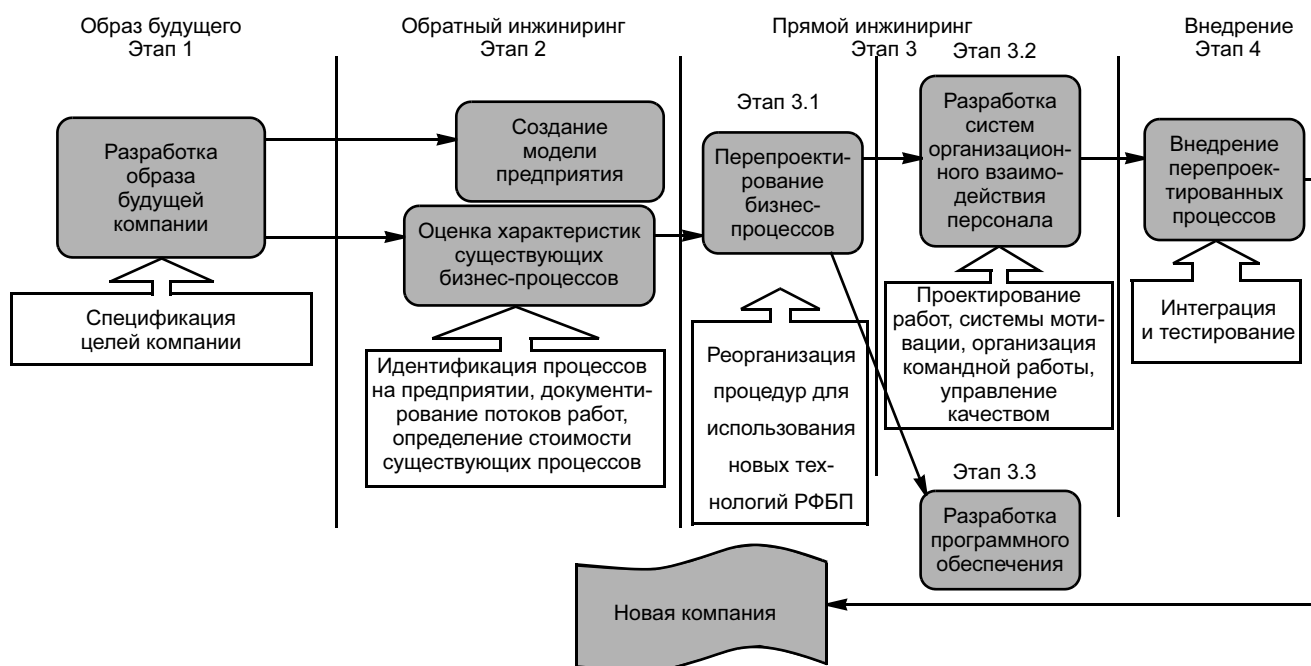 Образ будущего
Этап 1
Обратный инжиниринг
Этап 2
Прямой инжиниринг
Этап 3
Внедрение
Этап 4
Разработка
образа
будущей
компании
Спецификация
целей компании
Создание
модели
предприятия
Оценка характеристик
существующих
бизнес-процессов
Идентификация процессов
на предприятии, документи-
рование потоков работ,
определение стоимости
существующих процессов
Этап 3.1
Перепроекти-
рование
бизнес-
процессов
Реорганизация
процедур для
использования
новых тех-
нологий РФБП
Этап 3.2
Разработка
систем
организацион-
ного взаимо-
действия
персонала
Проектирование
работ, системы моти-
вации, организация
командной работы,
управление
качеством
Этап 3.3
Разработка
программного
обеспечения
Внедрение
перепроек-
тированных
процессов
Интеграция
и тестирование
Новая компания